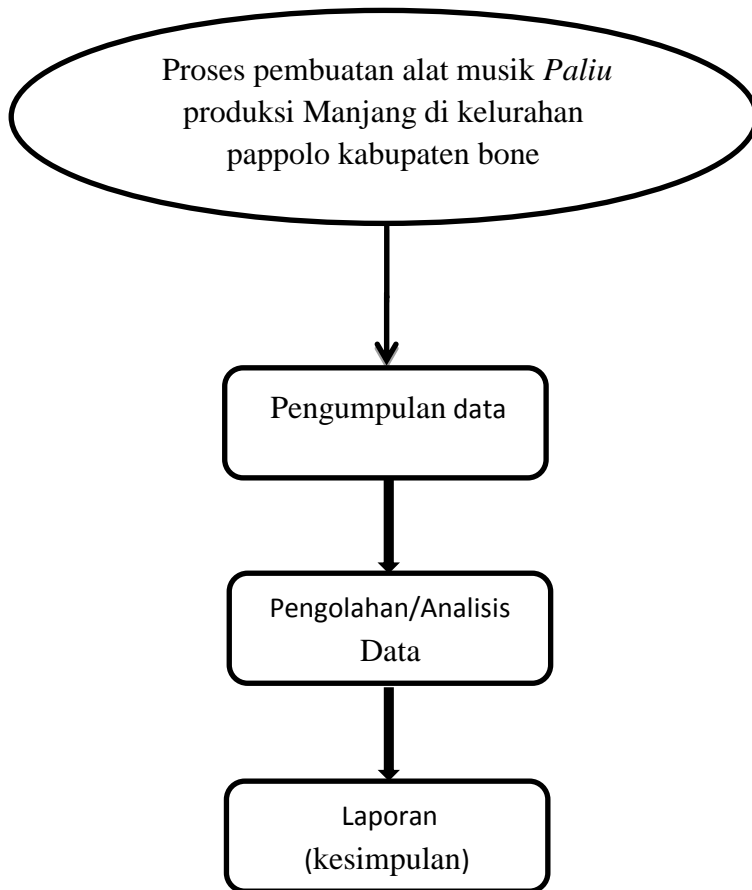 Proses pembuatan alat musik Paliu
produksi Manjang di kelurahan
pappolo kabupaten bone
Pengumpulan data
Pengolahan/Analisis
Data
Laporan
(kesimpulan)